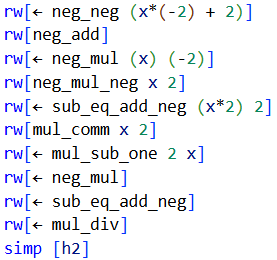 rw[← neg_neg (x*(-2) + 2)]
rw[neg_add]
rw[← neg_mul (x) (-2)]
rw[neg_mul_neg x 2]
rw[← sub_eq_add_neg (x*2) 2]
rw[mul_comm x 2]
rw[← mul_sub_one 2 x]
rw[← neg_mul]
rw[← sub_eq_add_neg]
rw[← mul_div]
simp [h2]